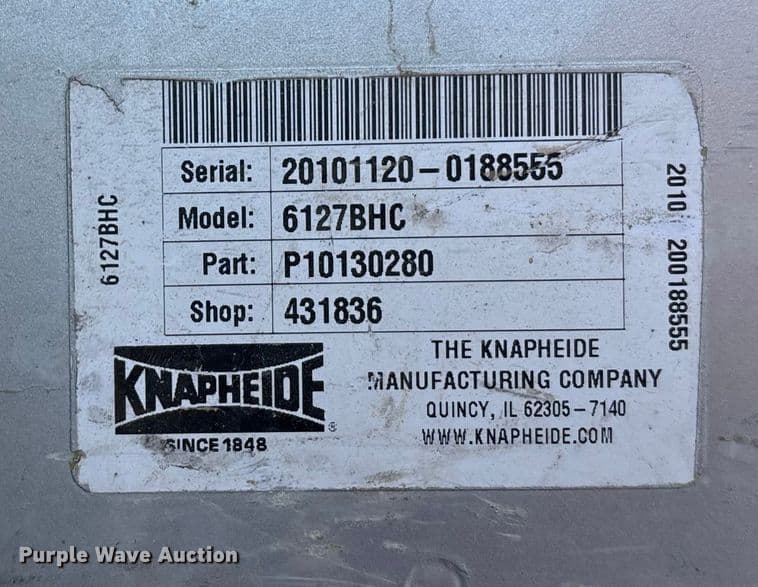 Serial: 20101120-0188555
Model: 6127BHC
Part: P10130280
Shop: 431836
6127BHC
2010 200188555
KNAPHEIDE®
SINCE 1848
THE KNAPHEIDE
MANUFACTURING COMPANY
QUINCY, IL 62305-7140
WWW.KNAPHEIDE.COM
Purple Wave Auction